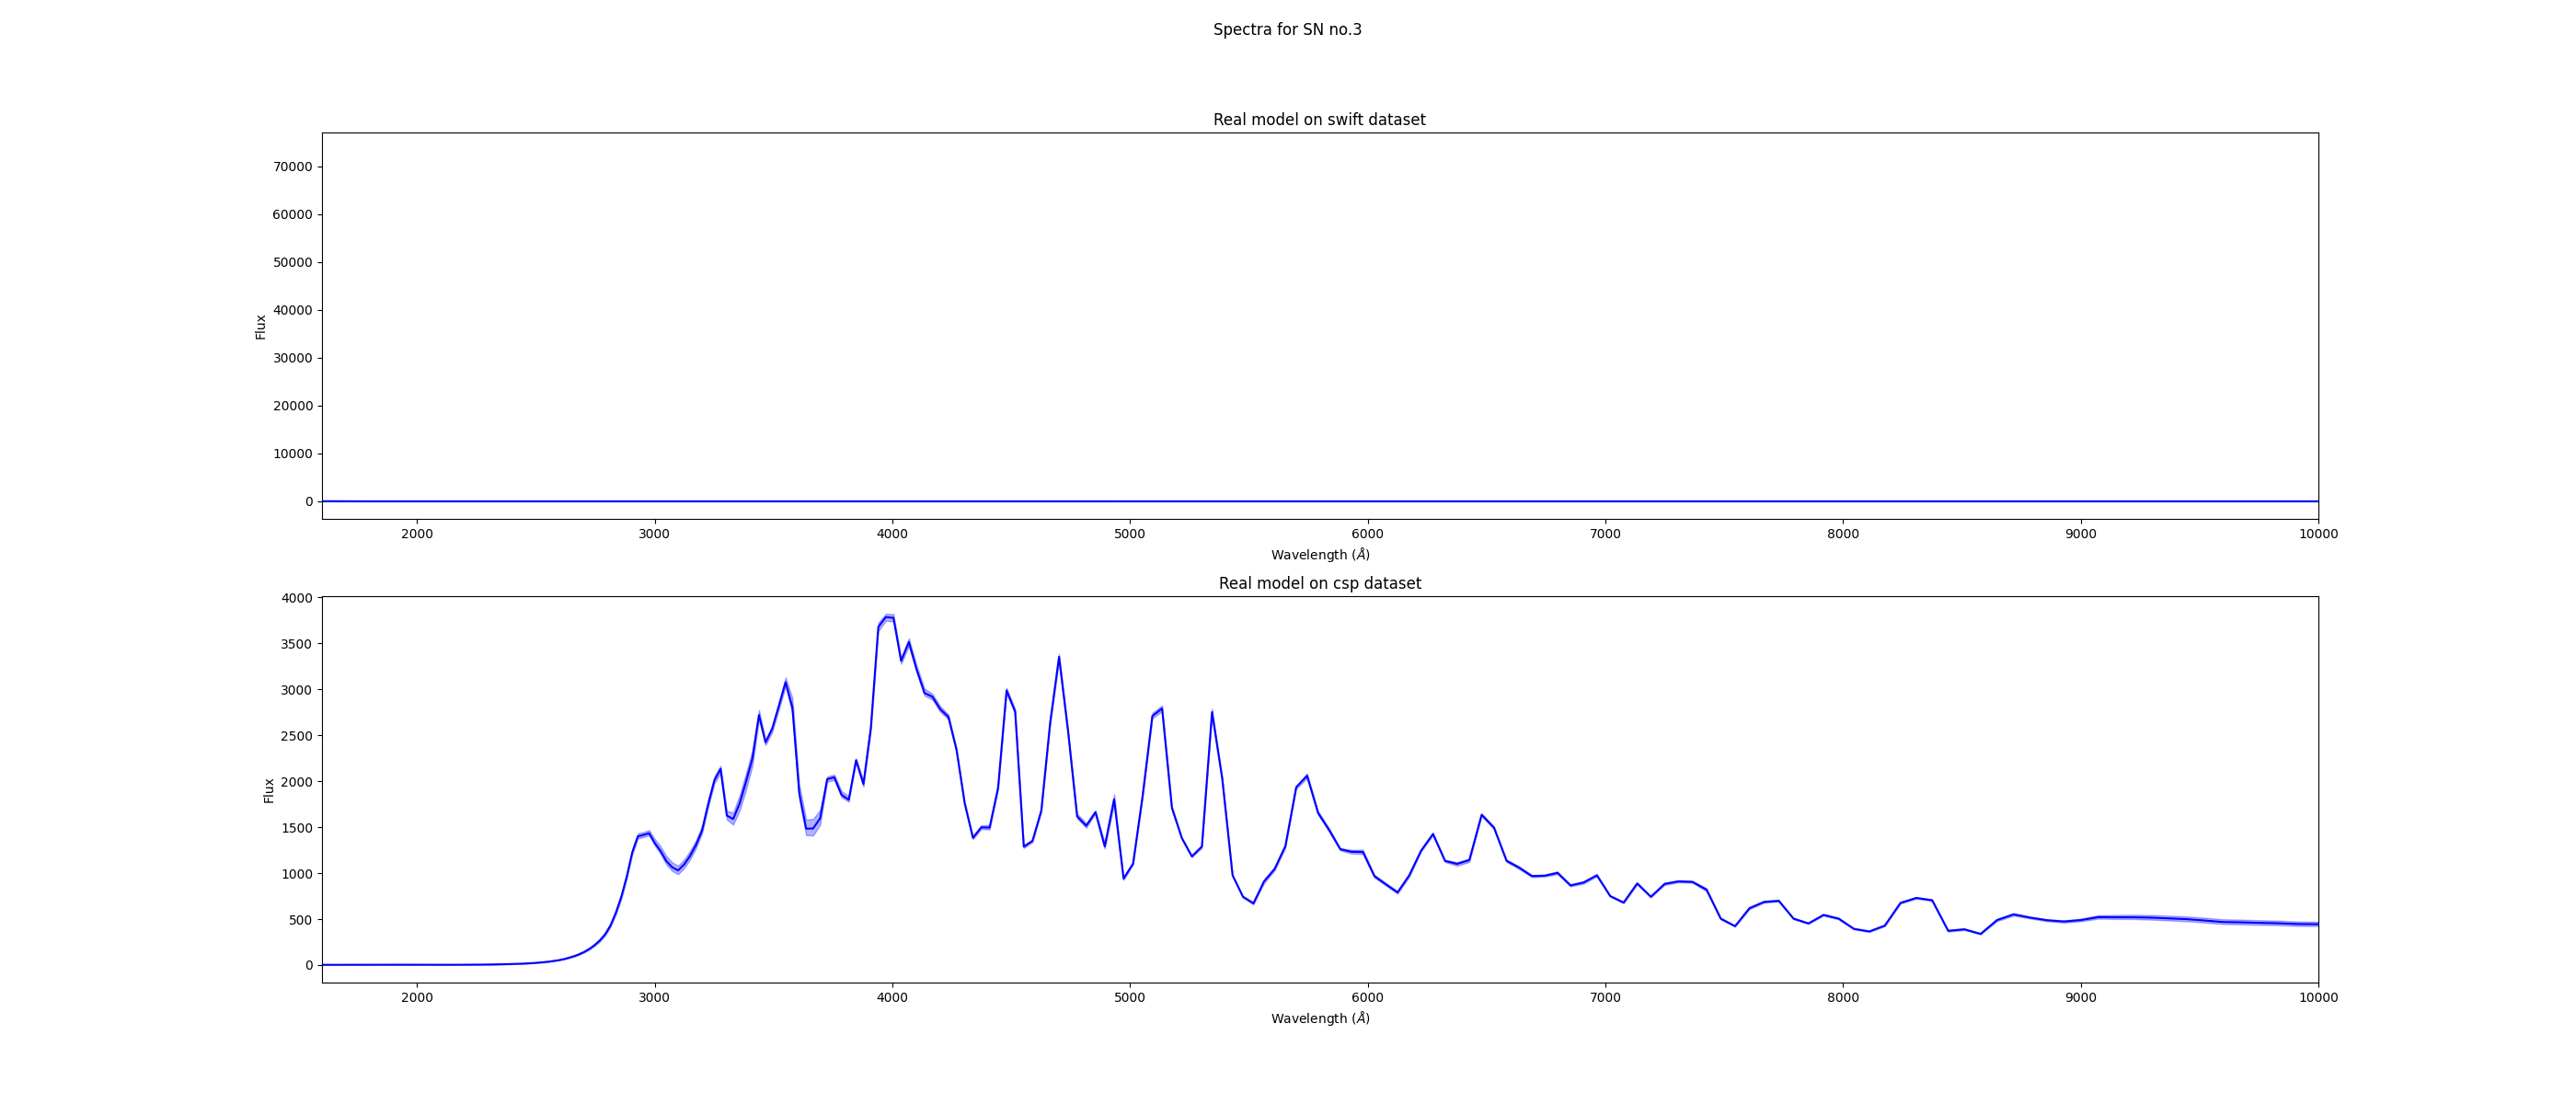 Spectra for SN no.3
Real model on swift dataset
70000
60000
50000
40000
30000
20000
10000
0
Flux
2000 3000 4000 5000 6000 7000 8000 9000 10000
Wavelength (Å)
Real model on csp dataset
4000
3500
3000
2500
2000
1500
1000
500
0
Flux
2000 3000 4000 5000 6000 7000 8000 9000 10000
Wavelength (Å)